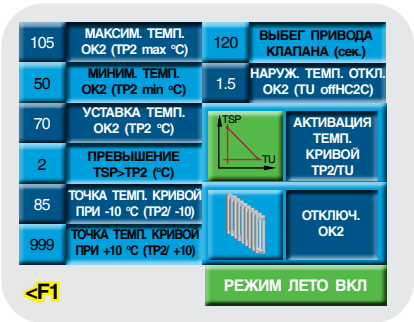 105
МАКСИМ. ТЕМП.
ОК2 (TP2 max °C)
50
МИНИМ. ТЕМП.
ОК2 (TP2 min °C)
70
УСТАВКА ТЕМП.
ОК2 (TP2 °C)
2
ПРЕВЫШЕНИЕ
TSP>TP2 (°C)
85
ТОЧКА ТЕМП. КРИВОЙ
ПРИ -10 °C (TP2/ -10)
999
ТОЧКА ТЕМП. КРИВОЙ
ПРИ +10 °C (TP2/ +10)
<F1
120
ВЫБЕГ ПРИВОДА
КЛАПАНА (сек.)
1.5
НАРУЖ. ТЕМП. ОТКЛ.
ОК2 (TU offHC2C)
TSP
TU
АКТИВАЦИЯ
ТЕМП.
КРИВОЙ
TP2/TU
ОТКЛЮЧ.
ОК2
РЕЖИМ ЛЕТО ВКЛ